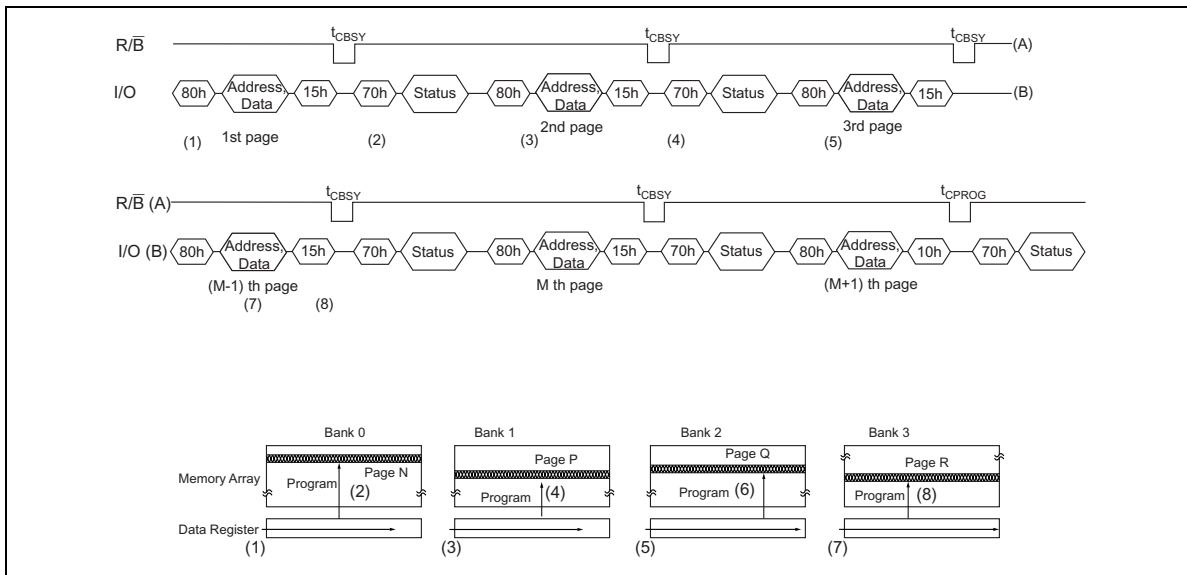 tCBSY tCBSY tCBSY
R/B (A)
I/O 80h Address, Data 15h 70h Status 80h Address, Data 15h 70h Status 80h Address, Data 15h (B)
1st page 2nd page 3rd page
(1) (2) (3) (4) (5)
tCBSY tCBSY tCPROG
R/B (A)
I/O (B) 80h Address, Data 15h 70h Status 80h Address, Data 15h 70h Status 80h Address, Data 10h 70h Status
(M-1) th page M th page (M+1) th page
(7) (8)
Bank 0 Bank 1 Bank 2 Bank 3
Page N Page P Page Q Page R
Memory Array
Program (2) Program (4) Program (6) Program (8)
Data Register
(1) (3) (5) (7)